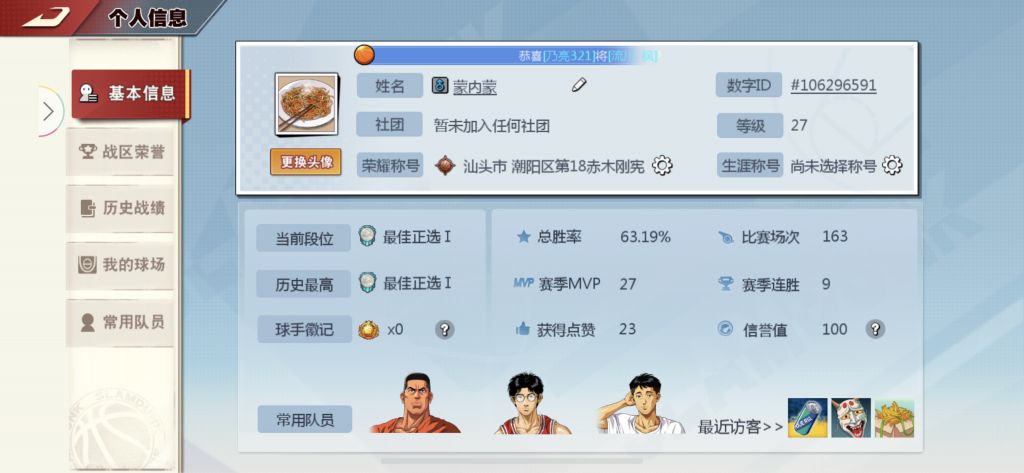 个人信息
恭喜[乃亮321]将
基本信息
战区荣誉
历史战绩
我的球场
常用队员
更换头像
姓名 蒙内蒙
数字ID #106296591
社团 暂未加入任何社团
等级 27
荣耀称号 汕头市 潮阳区第18赤木刚宪
生涯称号 尚未选择称号
当前段位 最佳正选 I
总胜率 63.19%
比赛场次 163
历史最高 最佳正选 I
MVP 赛季MVP 27
赛季连胜 9
球手徽记 x0 ?
获得点赞 23
信誉值 100 ?
常用队员
最近访客>>
SLAMDUNK